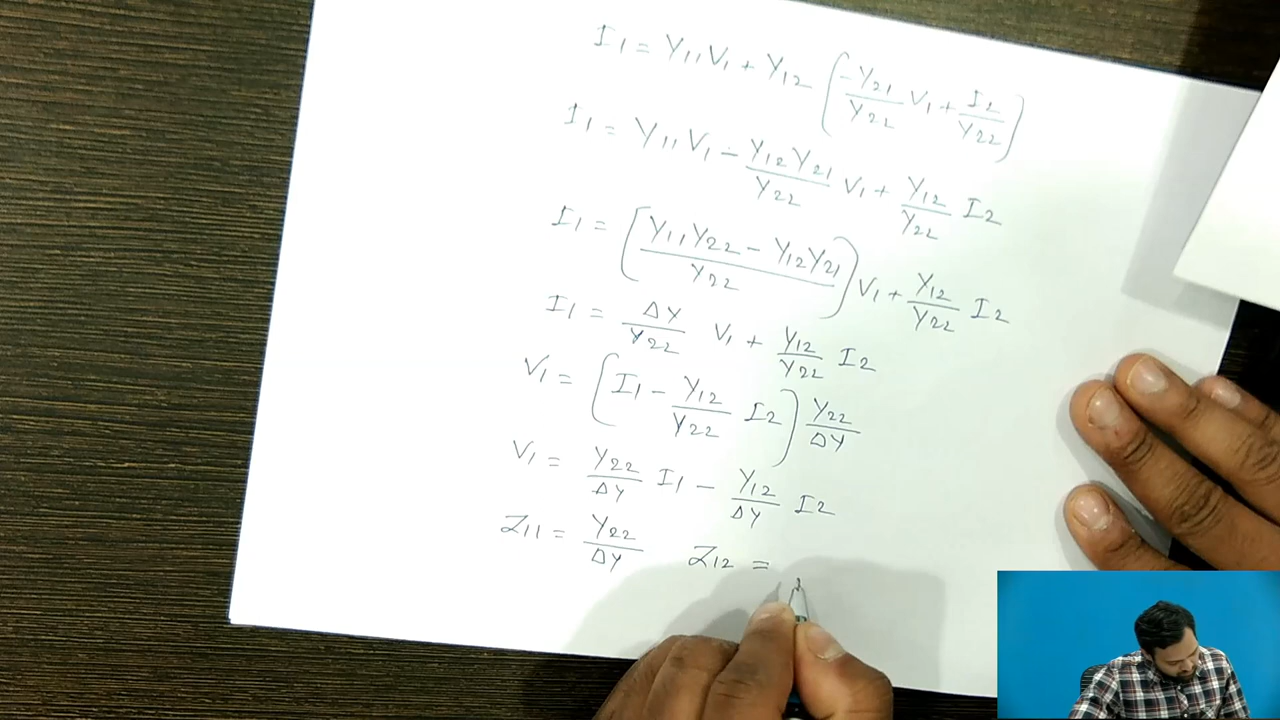 I1 = Y11V1 + Y12 (-Y21/Y22 V1 + I2/Y22)
I1 = Y11V1 - Y12Y21/Y22 V1 + Y12/Y22 I2
I1 = (Y11Y22 - Y12Y21/Y22) V1 + Y12/Y22 I2
I1 = ΔY/Y22 V1 + Y12/Y22 I2
V1 = (I1 - Y12/Y22 I2) Y22/ΔY
V1 = Y22/ΔY I1 - Y12/ΔY I2
Z11 = Y22/ΔY Z12 =